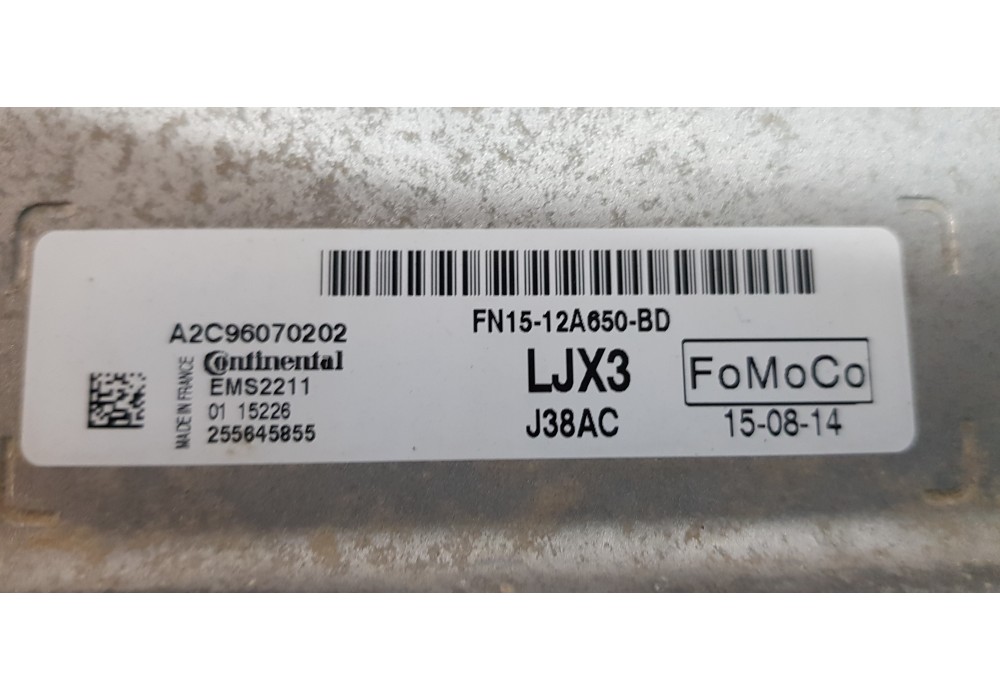 FN15-12A650-BD
A2C96070202
Continental
EMS2211
01 15226
255645855
MADE IN FRANCE
LJX3
J38AC
FoMoCo
15-08-14